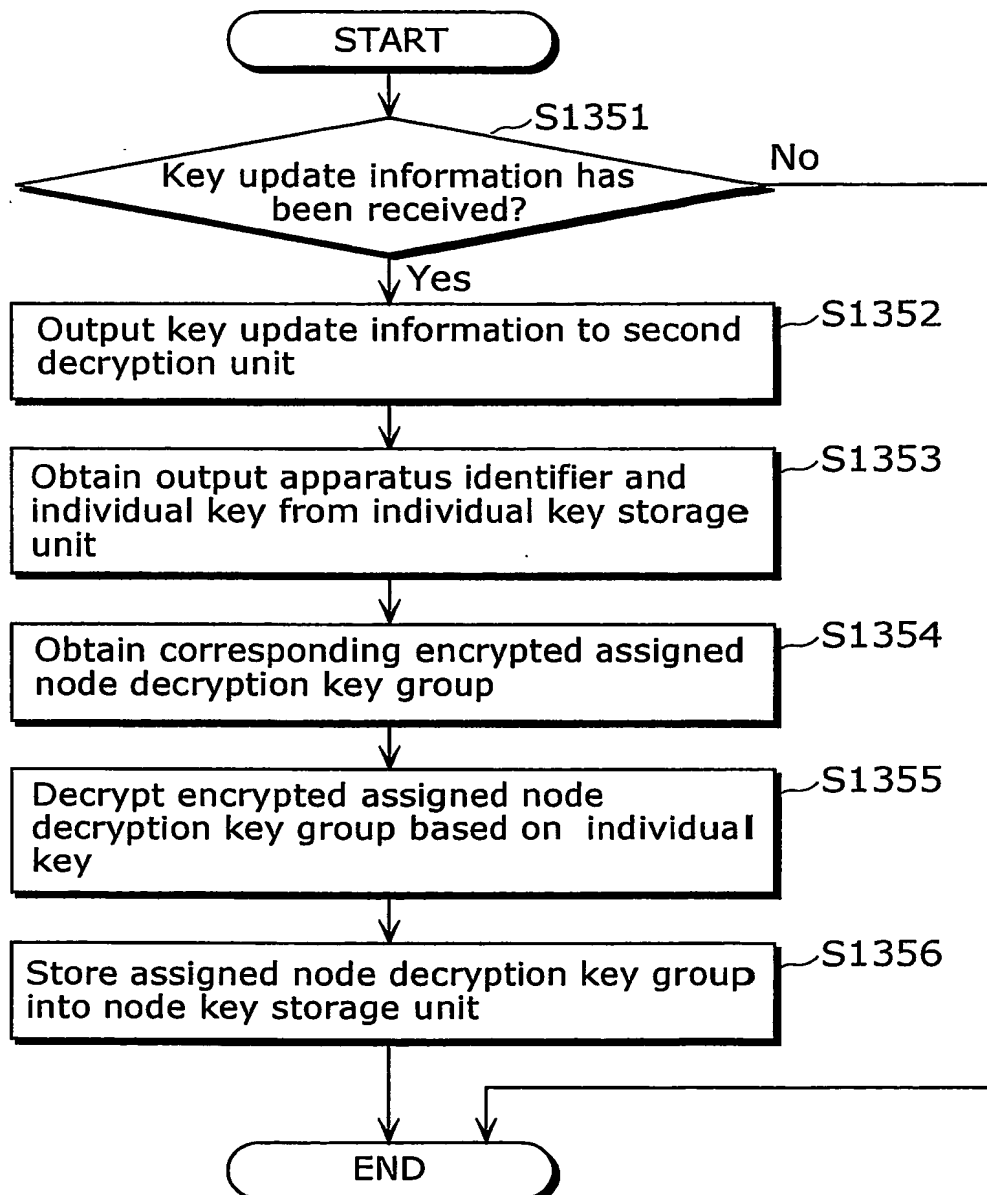 START
S1351
Key update information has
been received?
No
Yes
S1352
Output key update information to second
decryption unit
S1353
Obtain output apparatus identifier and
individual key from individual key storage
unit
S1354
Obtain corresponding encrypted assigned
node decryption key group
S1355
Decrypt encrypted assigned node
decryption key group based on individual
key
S1356
Store assigned node decryption key group
into node key storage unit
END